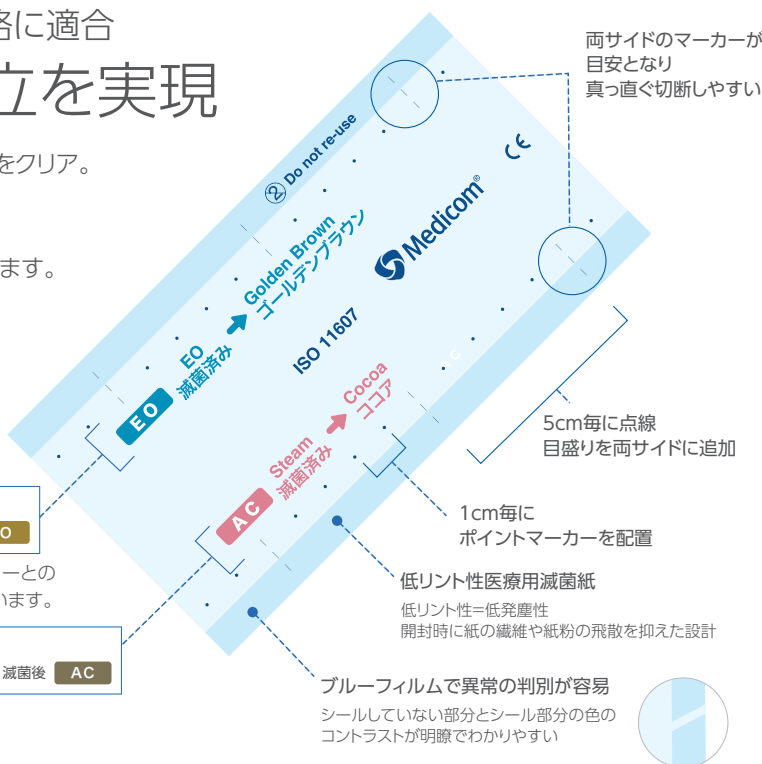 格に適合
立を実現
をクリア。
ます。
両サイドのマーカーが
目安となり
真っ直ぐ切断しやすい
② Do not re-use
Medicom®
CE
Golden Brown
ゴールデンブラウン
EO
滅菌済み
EO
ISO 11607
Cocoa
ココア
Steam
滅菌済み
AC
AC
5cm毎に点線
目盛りを両サイドに追加
1cm毎に
ポイントマーカーを配置
低リント性医療用滅菌紙
低リント性=低発塵性
開封時に紙の繊維や紙粉の飛散を抑えた設計
ブルーフィルムで異常の判別が容易
シールしていない部分とシール部分の色の
コントラストが明瞭でわかりやすい
O
ーとの
います。
滅菌後 AC